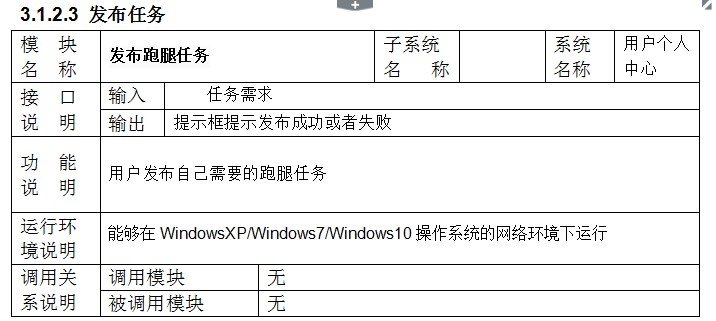 3.1.2.3 发布任务
模块名称 发布跑腿任务 子系统名称 系统名称 用户个人中心
接口说明 输入 任务需求
输出 提示框提示发布成功或者失败
功能说明 用户发布自己需要的跑腿任务
运行环境说明 能够在 WindowsXP/Windows7/Windows10 操作系统的网络环境下运行
调用关系说明 调用模块 无
被调用模块 无